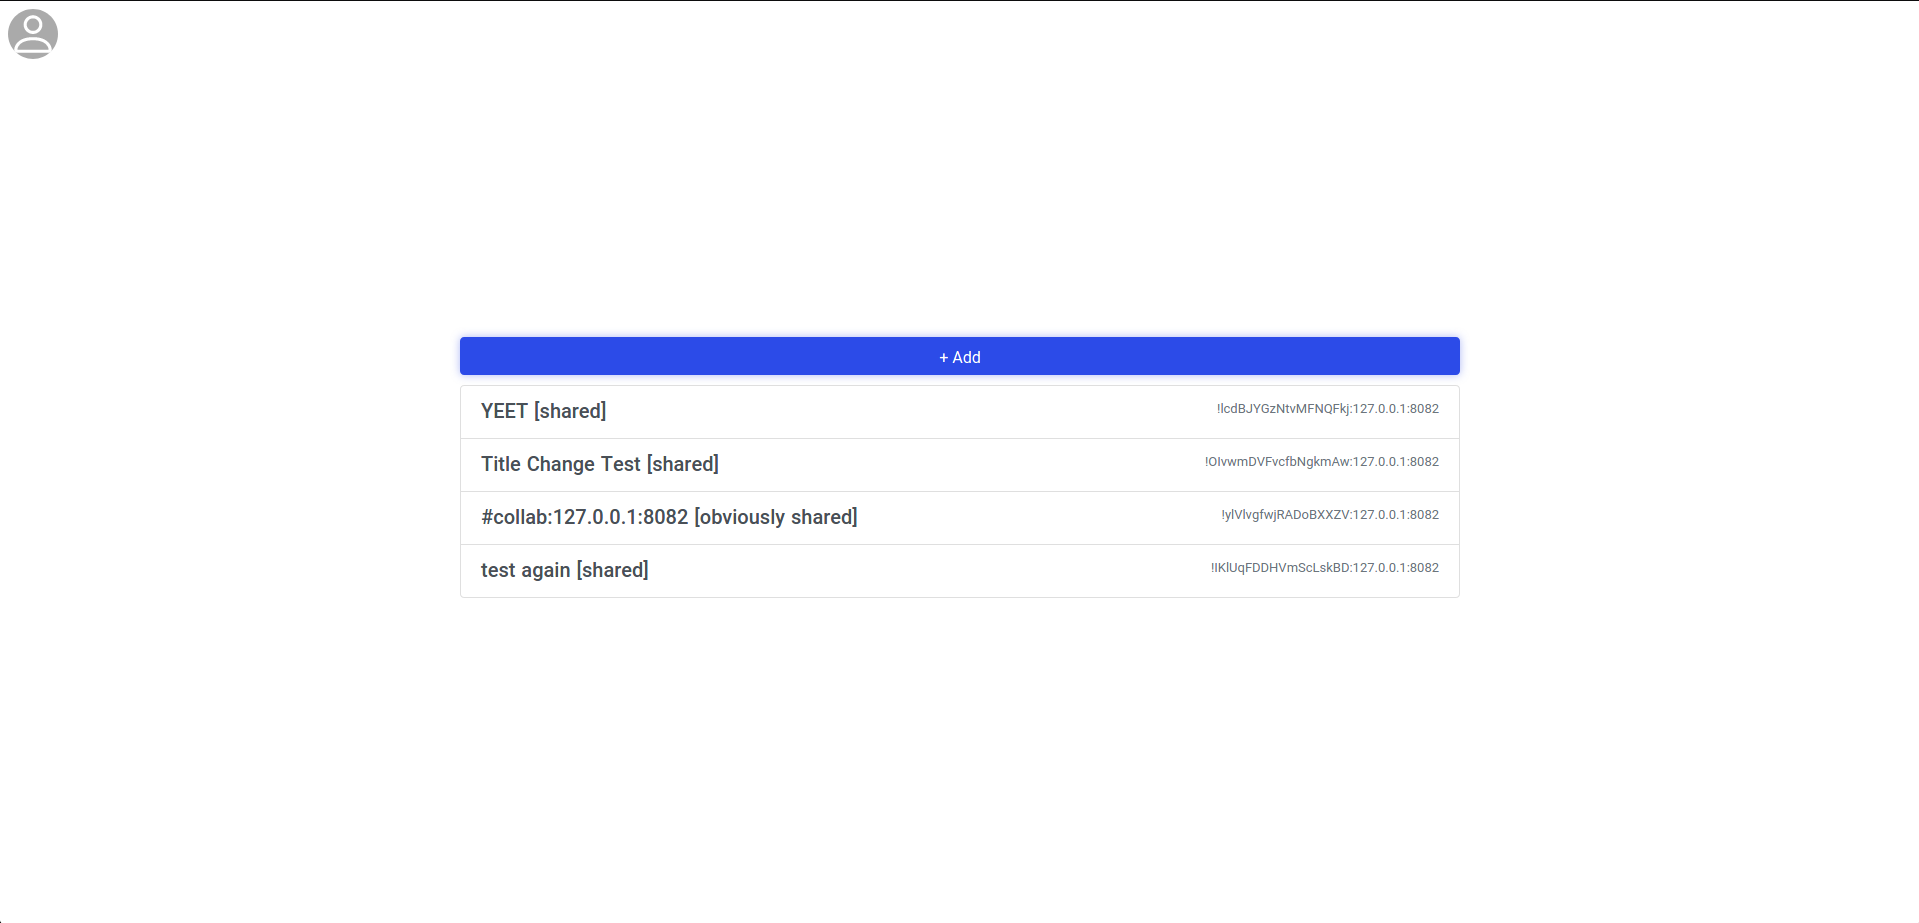 + Add
YEET [shared] !lcdBJYGzNtvMFNQFkj:127.0.0.1:8082
Title Change Test [shared] !OIvwmDVFvcfbNgkmAw:127.0.0.1:8082
#collab:127.0.0.1:8082 [obviously shared] !ylVlvgfwjRADoBXXZV:127.0.0.1:8082
test again [shared] !IKlUqFDDHVmScLskBD:127.0.0.1:8082